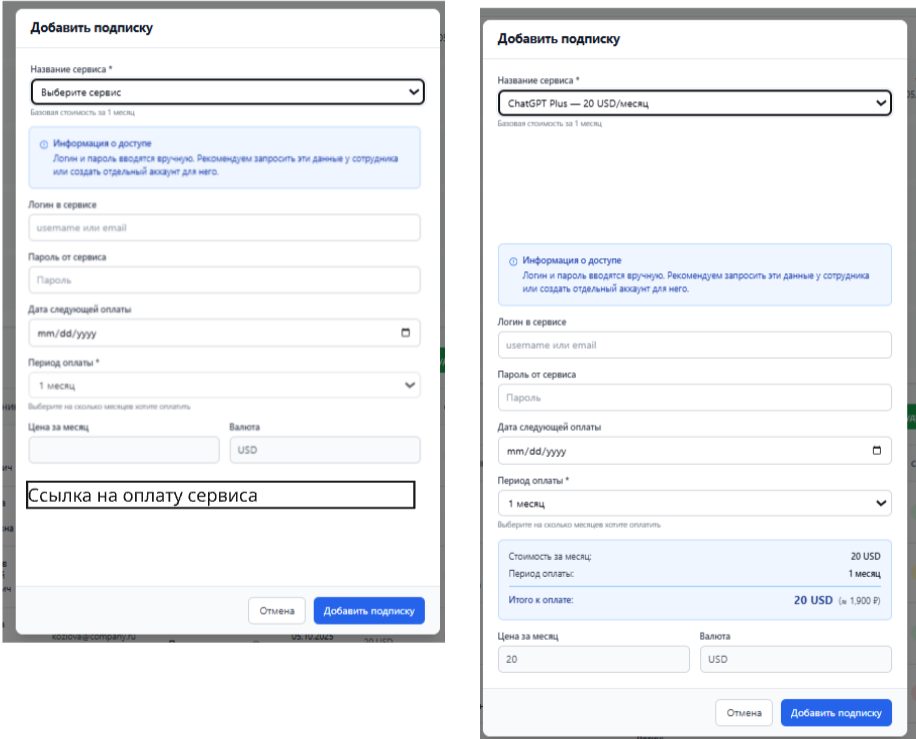 Добавить подписку
Название сервиса *
Выберите сервис
Базовая стоимость за 1 месяц
Информация о доступе
Логин и пароль вводятся вручную. Рекомендуем запросить эти данные у сотрудника
или создать отдельный аккаунт для него.
Логин в сервисе
username или email
Пароль от сервиса
Пароль
Дата следующей оплаты
mm/dd/yyyy
Период оплаты *
1 месяц
Выберите на сколько месяцев хотите оплатить
Цена за месяц
Валюта
USD
Ссылка на оплату сервиса
Отмена
Добавить подписку
kozlova@company.ru
05.10.2025
20 USD
Добавить подписку
Название сервиса *
ChatGPT Plus — 20 USD/месяц
Базовая стоимость за 1 месяц
Информация о доступе
Логин и пароль вводятся вручную. Рекомендуем запросить эти данные у сотрудника
или создать отдельный аккаунт для него.
Логин в сервисе
username или email
Пароль от сервиса
Пароль
Дата следующей оплаты
mm/dd/yyyy
Период оплаты *
1 месяц
Выберите на сколько месяцев хотите оплатить
Стоимость за месяц: 20 USD
Период оплаты: 1 месяц
Итого к оплате: 20 USD (≈ 1,900 ₽)
Цена за месяц
Валюта
20
USD
Отмена
Добавить подписку